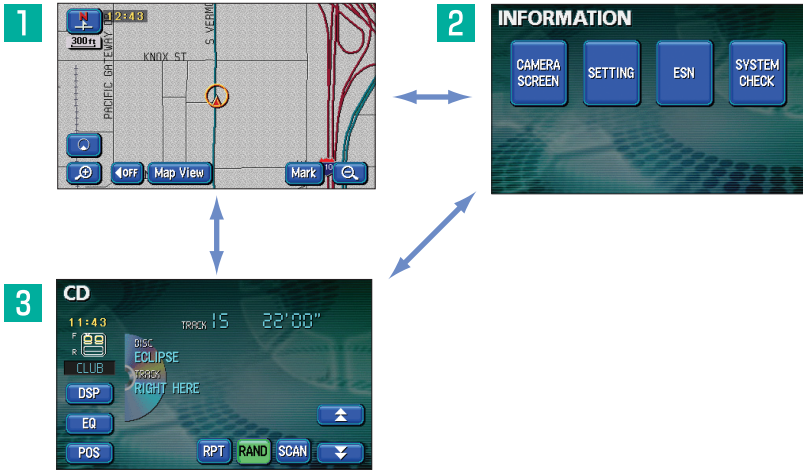 1
N
12:43
300ft
PACIFIC GATEWAY D
S VERMO
KNOX ST
OFF
Map View
Mark
2
INFORMATION
CAMERA
SCREEN
SETTING
ESN
SYSTEM
CHECK
3
CD
11:43
TRACK 15 22'00"
F
R
CLUB
DISC
ECLIPSE
TRACK
RIGHT HERE
DSP
EQ
POS
RPT RAND SCAN